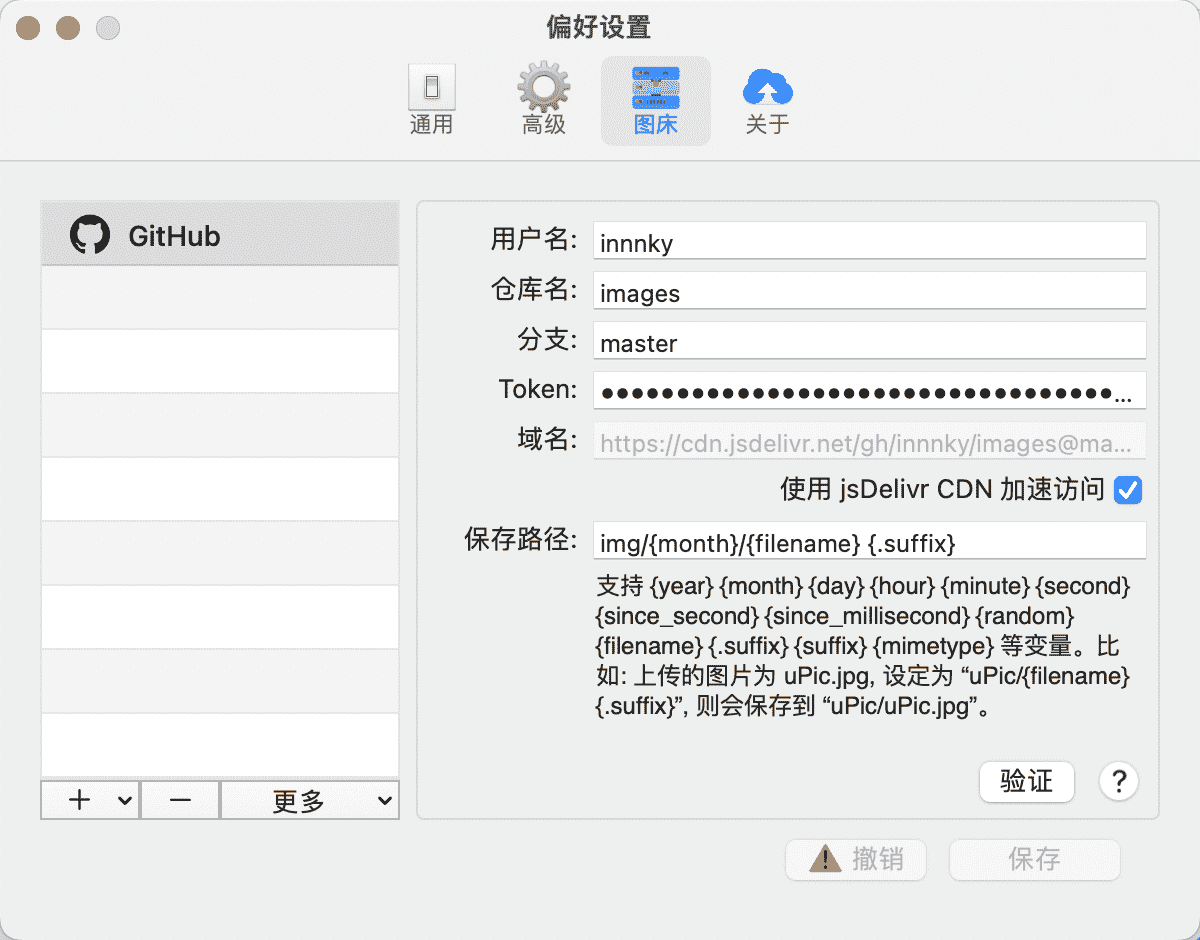 偏好设置
通用
高级
图床
关于
GitHub
用户名: innnky
仓库名: images
分支: master
Token: ●●●●●●●●●●●●●●●●●●●●●●●●●●●●●●●●●●...
域名: https://cdn.jsdelivr.net/gh/innnky/images@ma...
使用 jsDelivr CDN 加速访问
保存路径: img/{month}/{filename} {.suffix}
支持 {year} {month} {day} {hour} {minute} {second}
{since_second} {since_millisecond} {random}
{filename} {.suffix} {suffix} {mimetype} 等变量。比
如: 上传的图片为 uPic.jpg, 设定为 “uPic/{filename}
{.suffix}”, 则会保存到 “uPic/uPic.jpg”。
验证
?
更多
撤销
保存